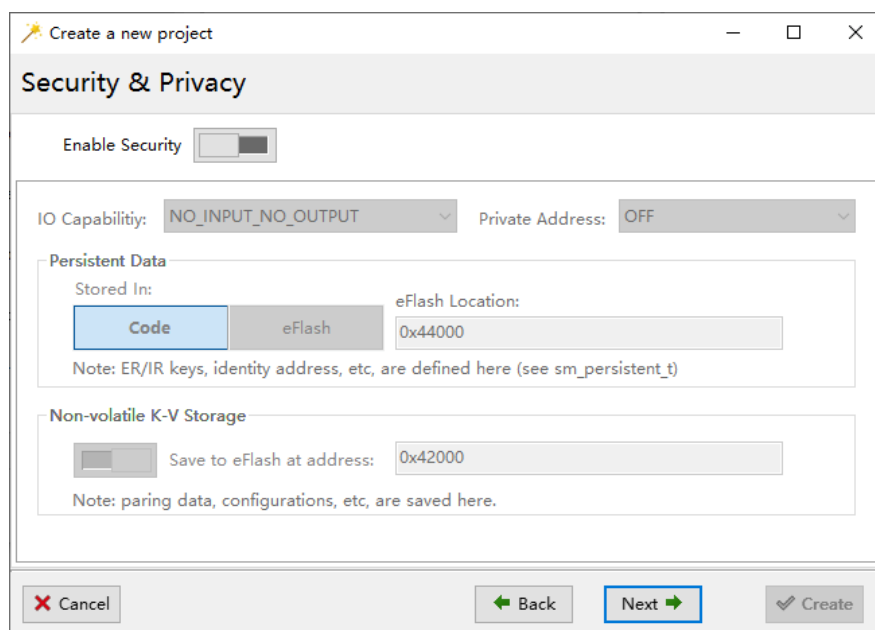 Create a new project
Security & Privacy
Enable Security
IO Capabilitiy: NO_INPUT_NO_OUTPUT Private Address: OFF
Persistent Data
Stored In:
eFlash Location:
Code eFlash 0x44000
Note: ER/IR keys, identity address, etc, are defined here (see sm_persistent_t)
Non-volatile K-V Storage
Save to eFlash at address: 0x42000
Note: paring data, configurations, etc, are saved here.
Cancel Back Next Create